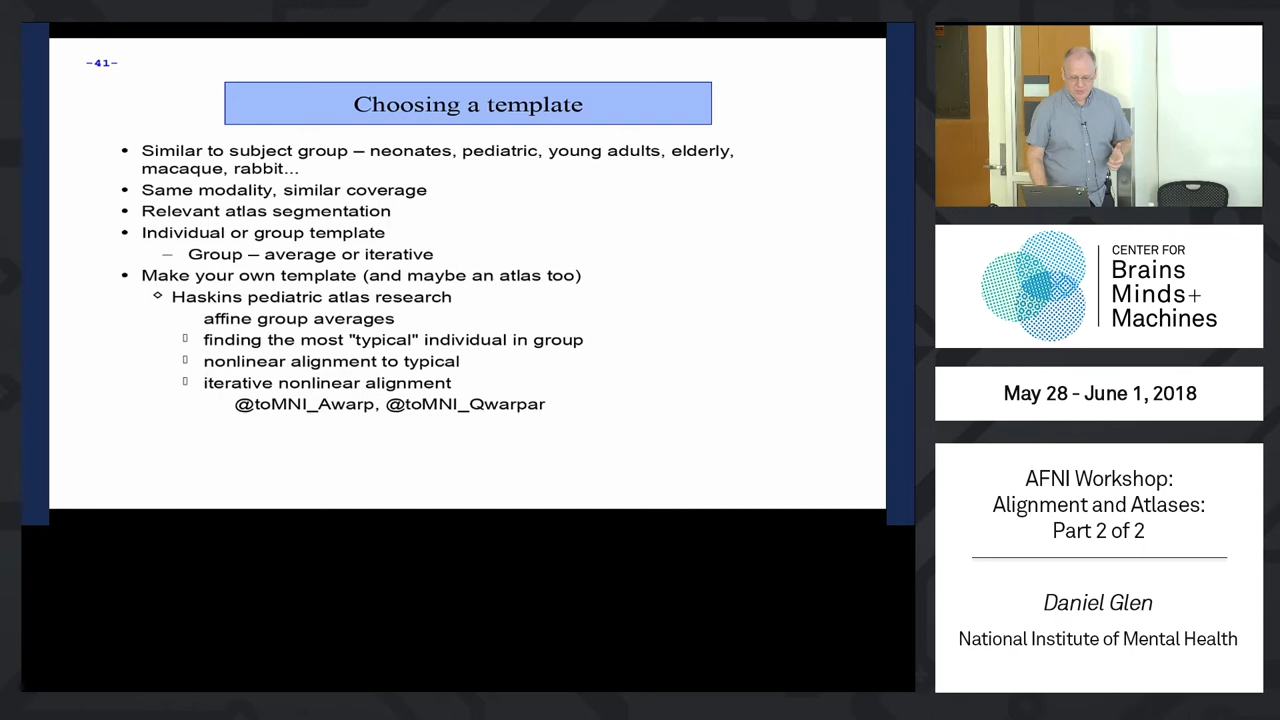 -41-
Choosing a template
• Similar to subject group – neonates, pediatric, young adults, elderly,
macaque, rabbit...
• Same modality, similar coverage
• Relevant atlas segmentation
• Individual or group template
– Group – average or iterative
• Make your own template (and maybe an atlas too)
◇ Haskins pediatric atlas research
affine group averages
▯ finding the most "typical" individual in group
▯ nonlinear alignment to typical
▯ iterative nonlinear alignment
@toMNI_Awarp, @toMNI_Qwarpar
CENTER FOR
Brains
Minds+
Machines
May 28 - June 1, 2018
AFNI Workshop:
Alignment and Atlases:
Part 2 of 2
Daniel Glen
National Institute of Mental Health